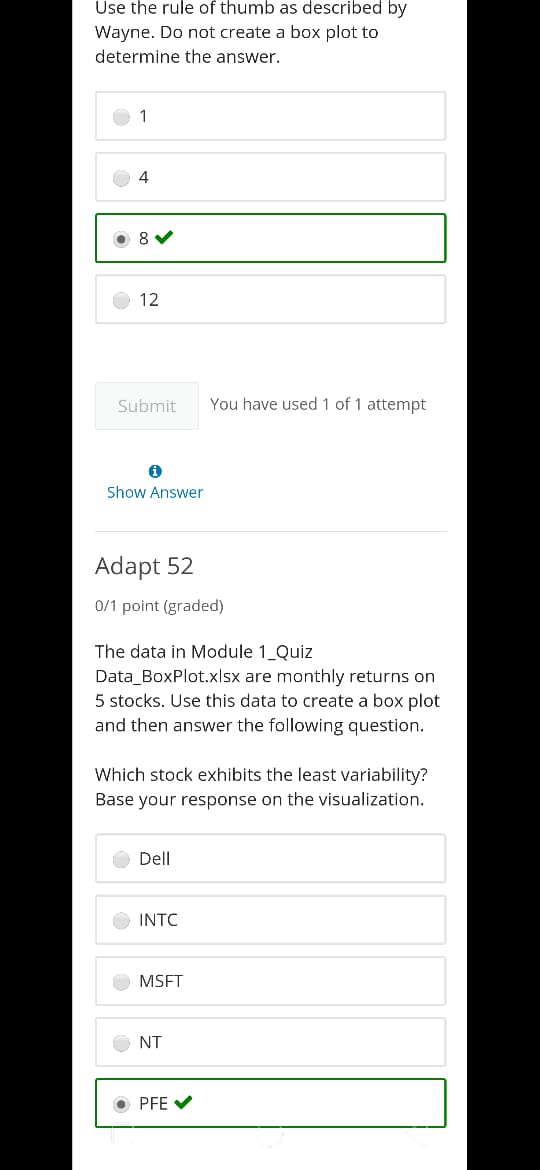 Use the rule of thumb as described by
Wayne. Do not create a box plot to
determine the answer.
1
4
8
12
Submit
You have used 1 of 1 attempt
Show Answer
Adapt 52
0/1 point (graded)
The data in Module 1_Quiz
Data_BoxPlot.xlsx are monthly returns on
5 stocks. Use this data to create a box plot
and then answer the following question.
Which stock exhibits the least variability?
Base your response on the visualization.
Dell
INTC
MSFT
NT
PFE